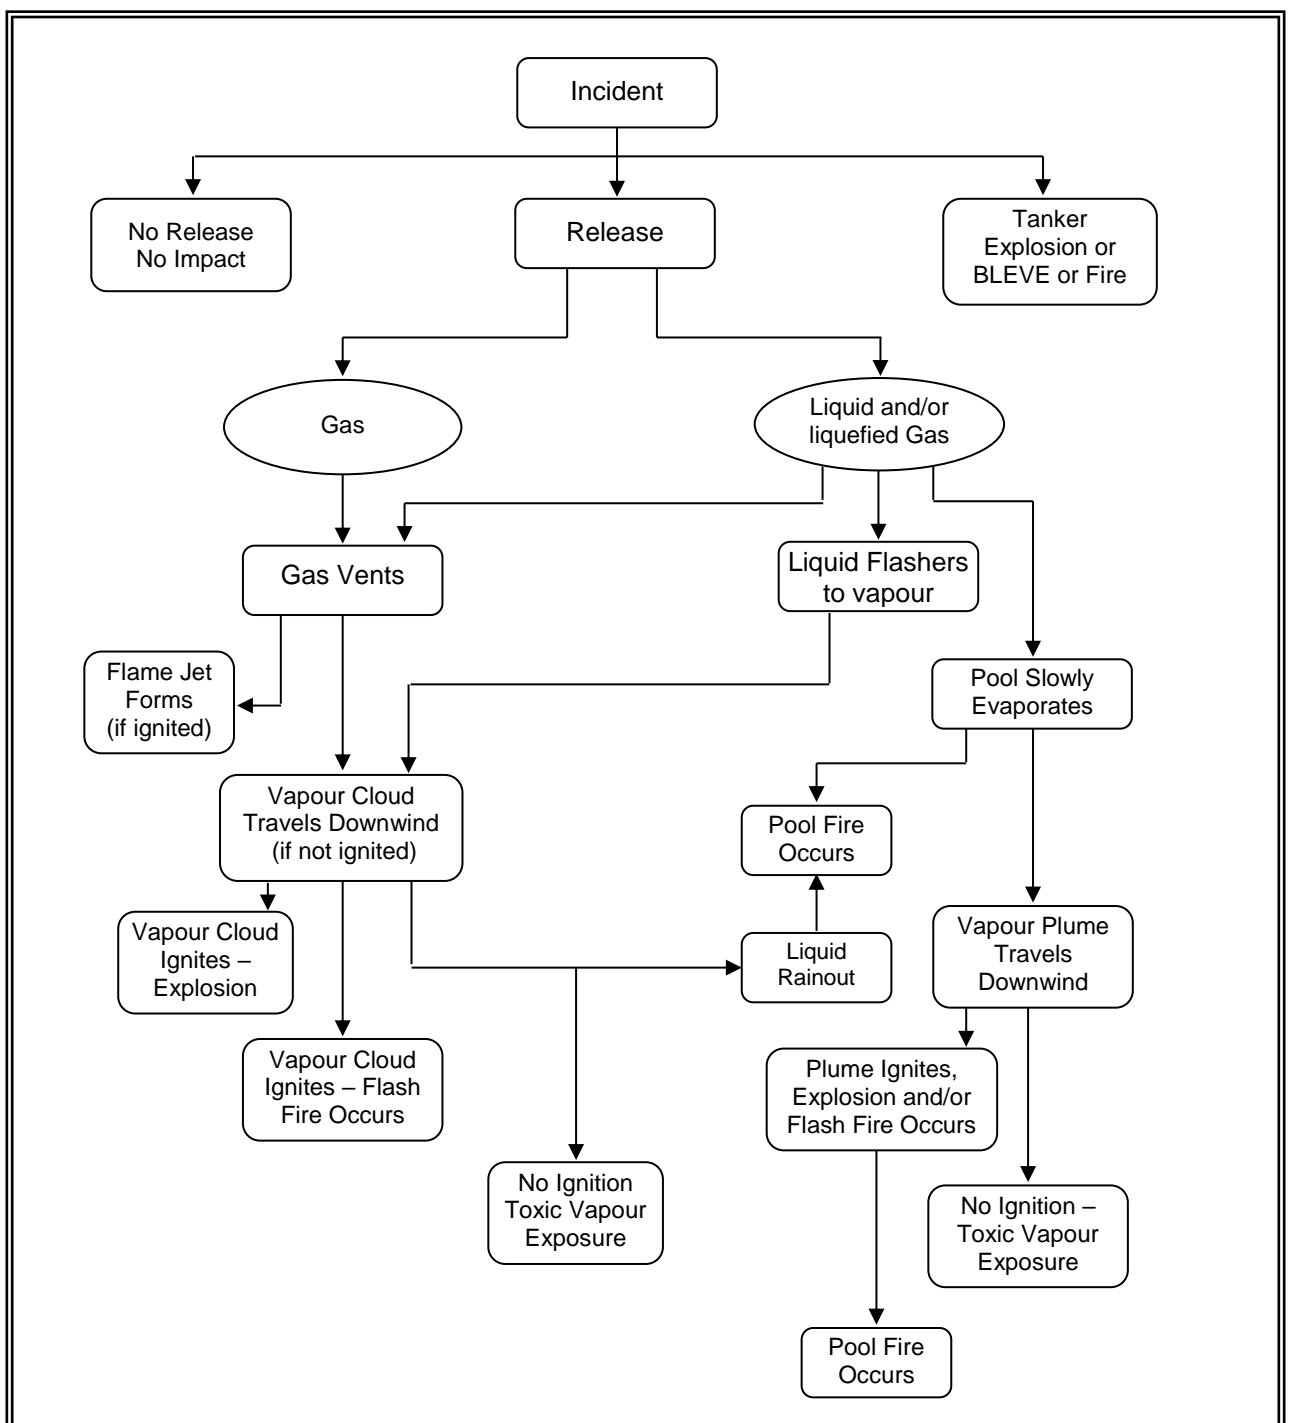 Incident
No Release
No Impact
Release
Tanker
Explosion or
BLEVE or Fire
Gas
Liquid and/or
liquefied Gas
Gas Vents
Liquid Flashers
to vapour
Flame Jet
Forms
(if ignited)
Pool Slowly
Evaporates
Vapour Cloud
Travels Downwind
(if not ignited)
Pool Fire
Occurs
Vapour Cloud
Ignites –
Explosion
Liquid
Rainout
Vapour Plume
Travels
Downwind
Vapour Cloud
Ignites – Flash
Fire Occurs
Plume Ignites,
Explosion and/or
Flash Fire Occurs
No Ignition
Toxic Vapour
Exposure
No Ignition –
Toxic Vapour
Exposure
Pool Fire
Occurs